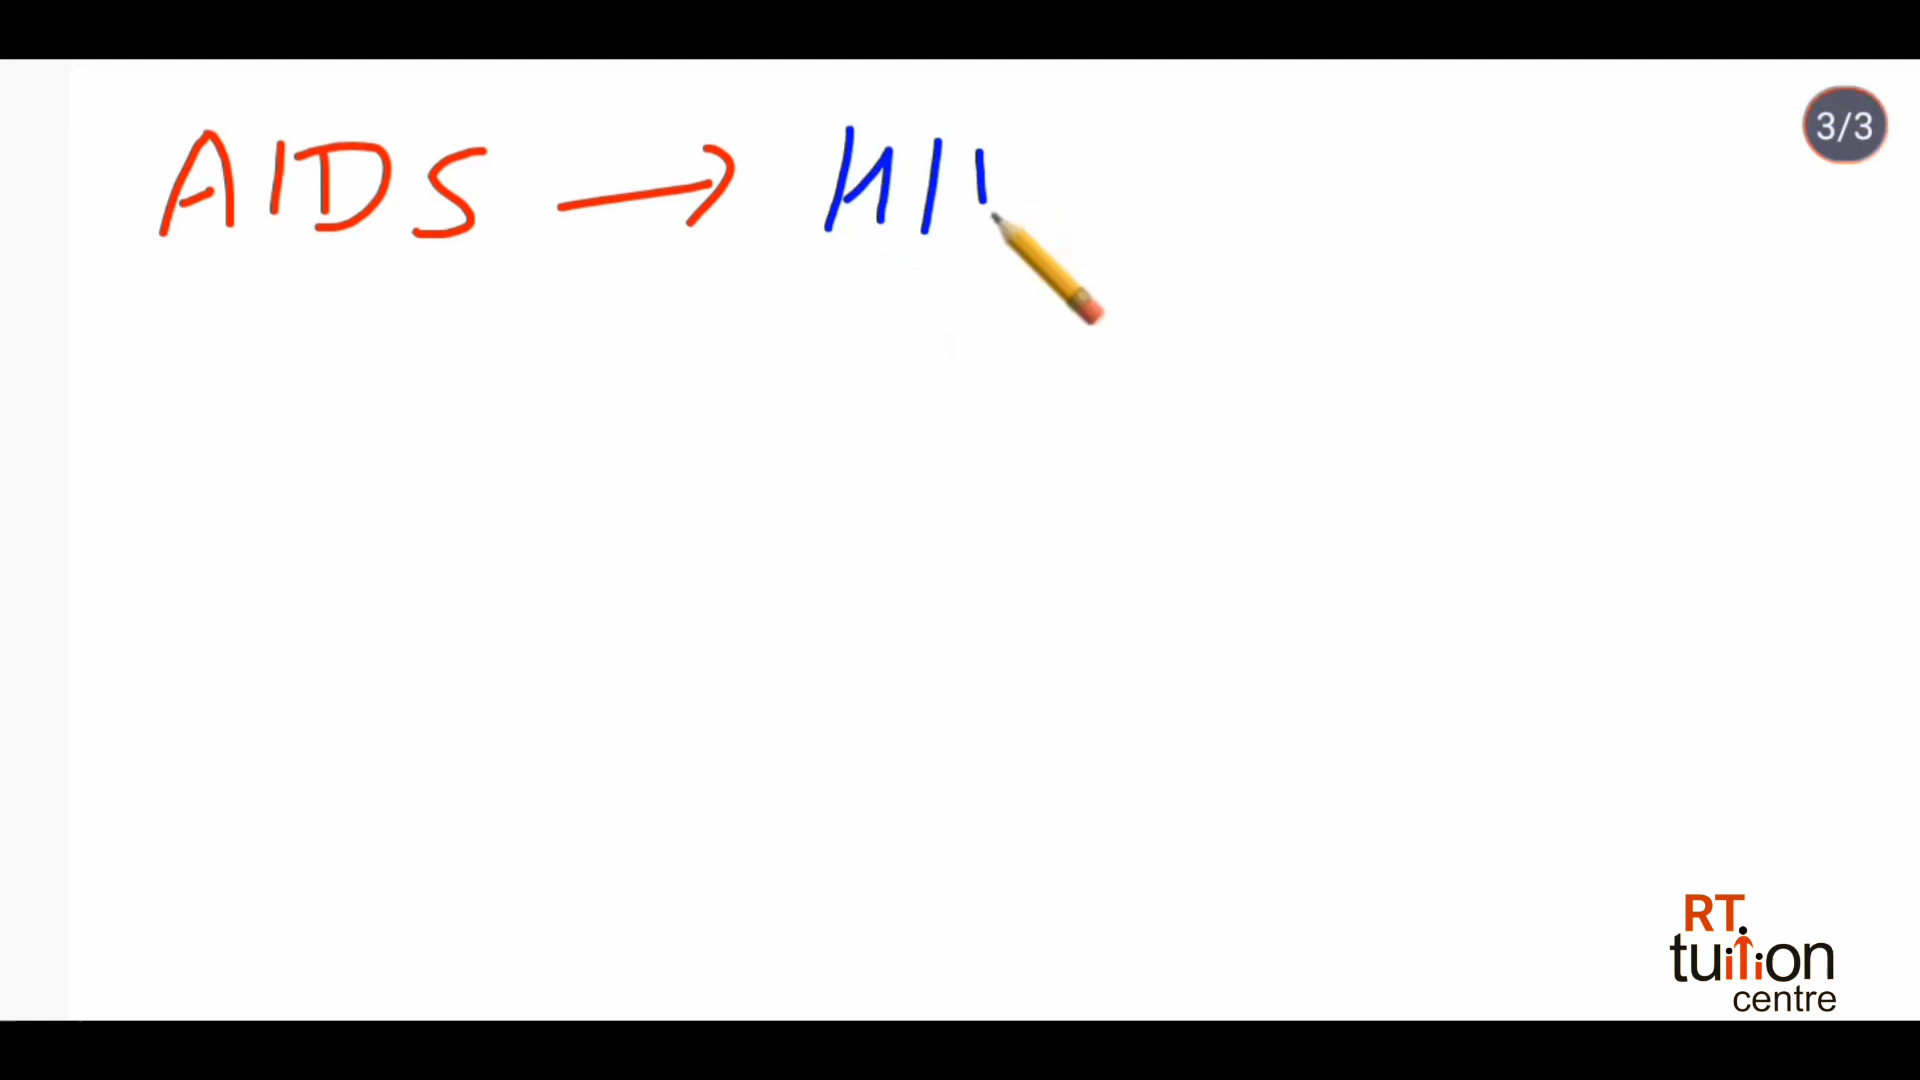 AIDS → HI
3/3
RT
tuition
centre